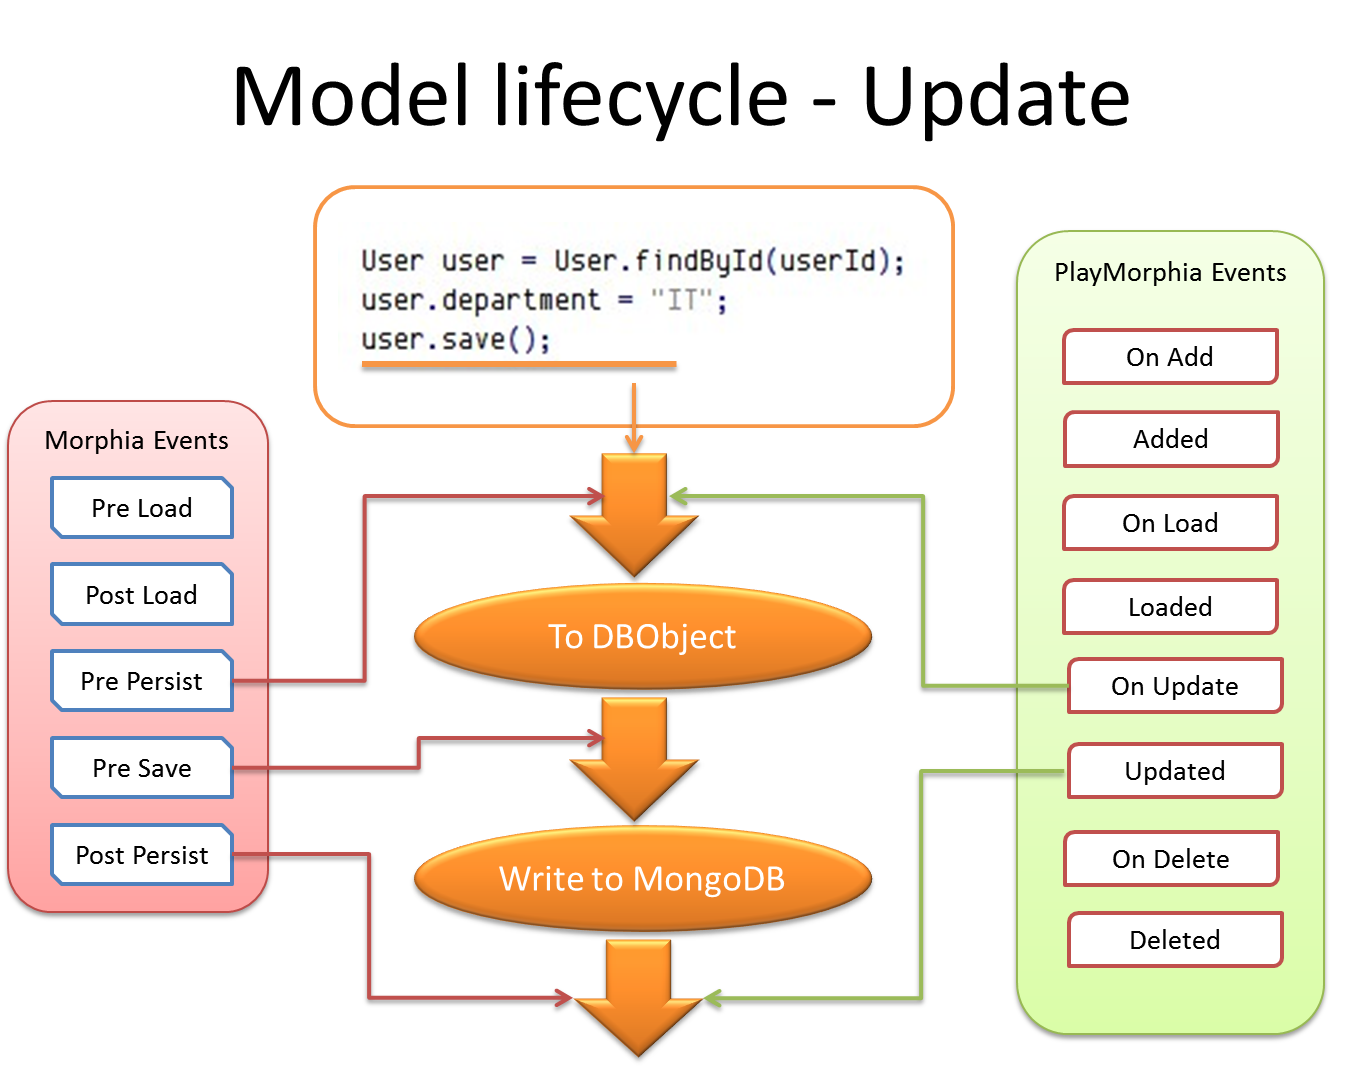 Model lifecycle - Update
User user = User.findById(userId);
user.department = "IT";
user.save();
Morphia Events
Pre Load
Post Load
Pre Persist
Pre Save
Post Persist
To DBObject
Write to MongoDB
PlayMorphia Events
On Add
Added
On Load
Loaded
On Update
Updated
On Delete
Deleted